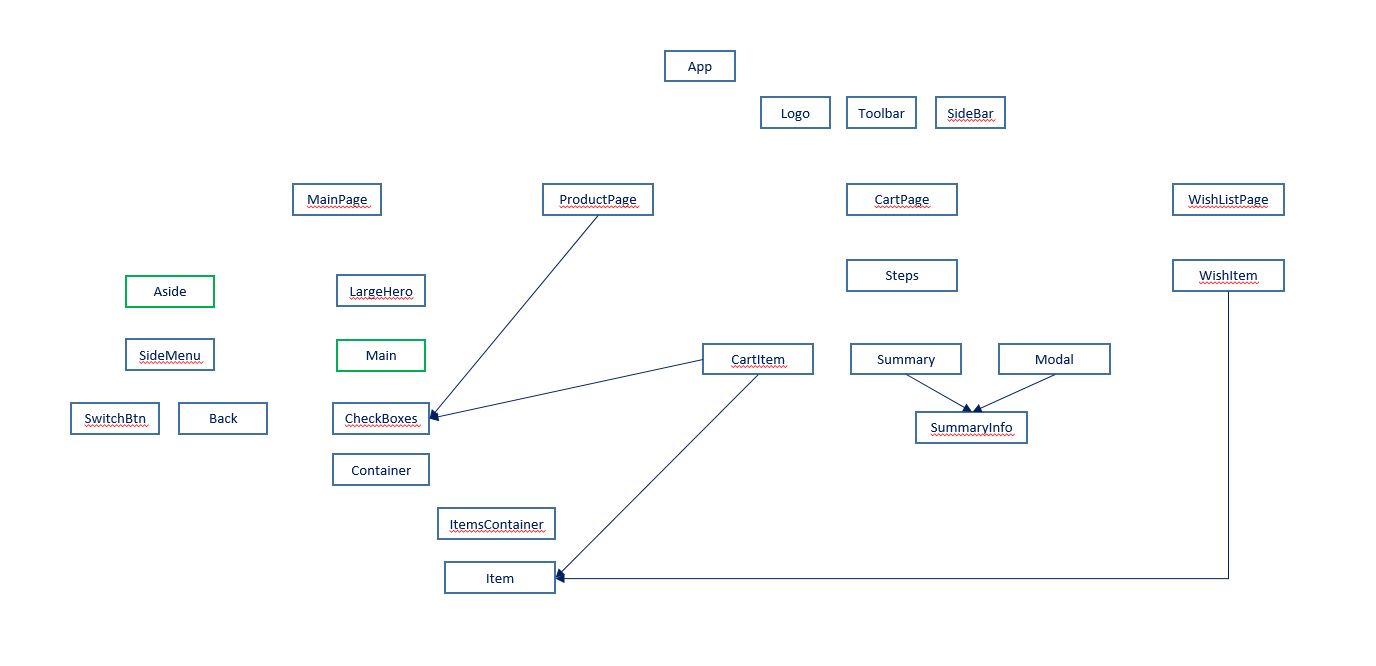 App
Logo
Toolbar
SideBar
MainPage
ProductPage
CartPage
WishListPage
Steps
WishItem
Aside
LargeHero
SideMenu
Main
CartItem
Summary
Modal
SwitchBtn
Back
CheckBoxes
SummaryInfo
Container
ItemsContainer
Item